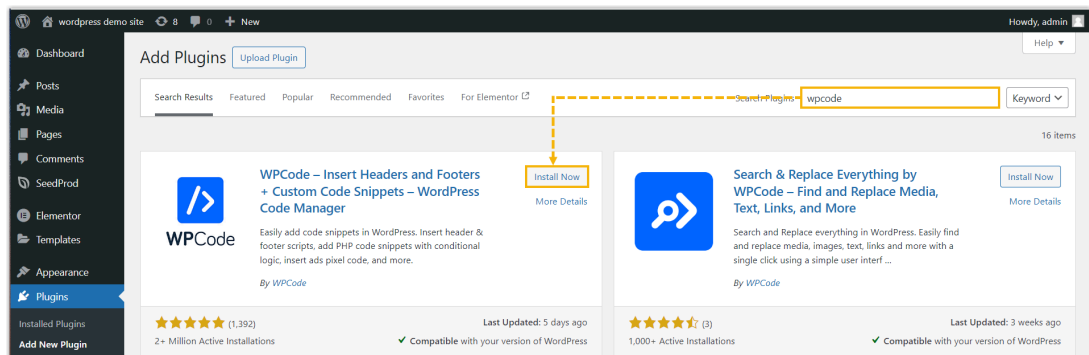 wordpress demo site 8 0 + New Howdy, admin
Dashboard
Posts
Media
Pages
Comments
SeedProd
Elementor
Templates
Appearance
Plugins
Installed Plugins
Add New Plugin
Add Plugins Upload Plugin Help
Search Results Featured Popular Recommended Favorites For Elementor Search Plugins wpcode Keyword
16 items
WPCode
WPCode – Insert Headers and Footers
+ Custom Code Snippets – WordPress
Code Manager
Install Now
More Details
Easily add code snippets in WordPress. Insert header &
footer scripts, add PHP code snippets with conditional
logic, insert ads pixel code, and more.
By WPCode
(1,392)
2+ Million Active Installations
Last Updated: 5 days ago
Compatible with your version of WordPress
Search & Replace Everything by
WPCode – Find and Replace Media,
Text, Links, and More
Install Now
More Details
Search and Replace everything in WordPress. Easily find
and replace media, images, text, links and more with a
single click using a simple user interf ...
By WPCode
(3)
1,000+ Active Installations
Last Updated: 3 weeks ago
Compatible with your version of WordPress